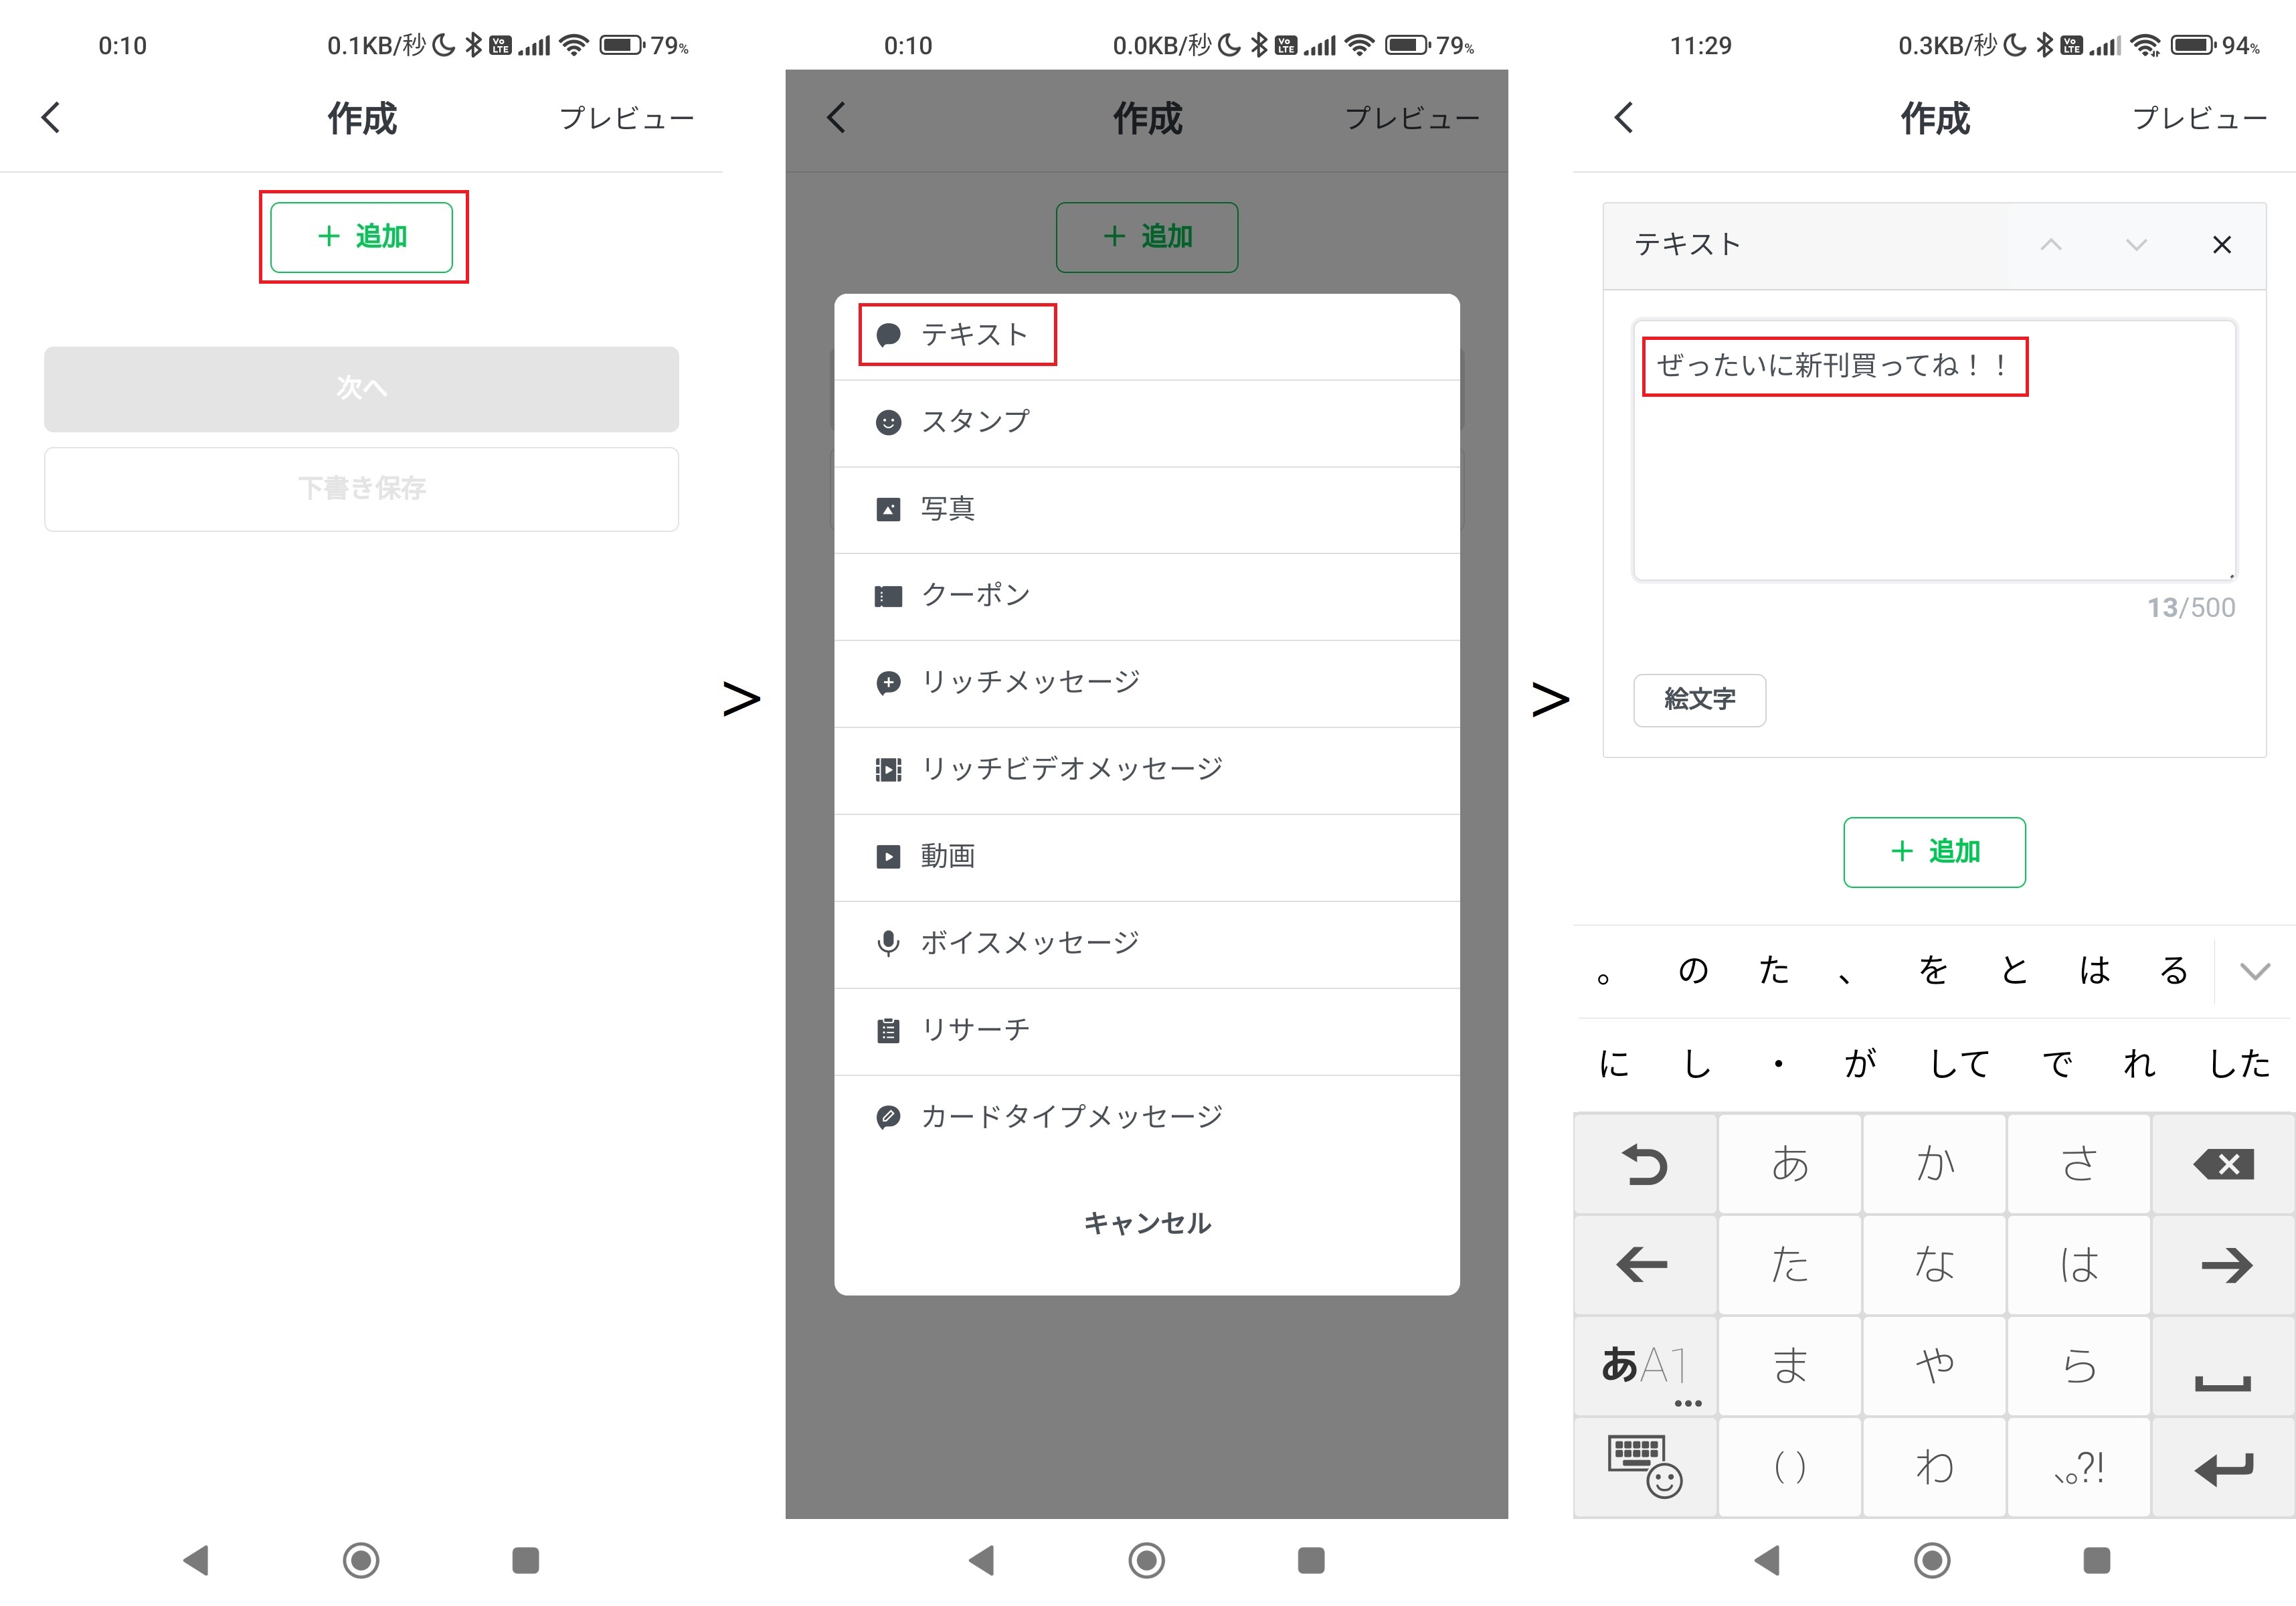 0:10 0.1KB/秒 Vo LTE 79%
作成 プレビュー
+ 追加
次へ
下書き保存
>
0:10 0.0KB/秒 Vo LTE 79%
作成 プレビュー
+ 追加
テキスト
スタンプ
写真
クーポン
リッチメッセージ
リッチビデオメッセージ
動画
ボイスメッセージ
リサーチ
カードタイプメッセージ
キャンセル
>
11:29 0.3KB/秒 Vo LTE 94%
作成 プレビュー
テキスト
ぜったいに新刊買ってね！！
13/500
絵文字
+ 追加
。 の た 、 を と は る
に し ・ が して で れ した
あ か さ
た な は
あA1 ま や ら
( ) わ 、。?!